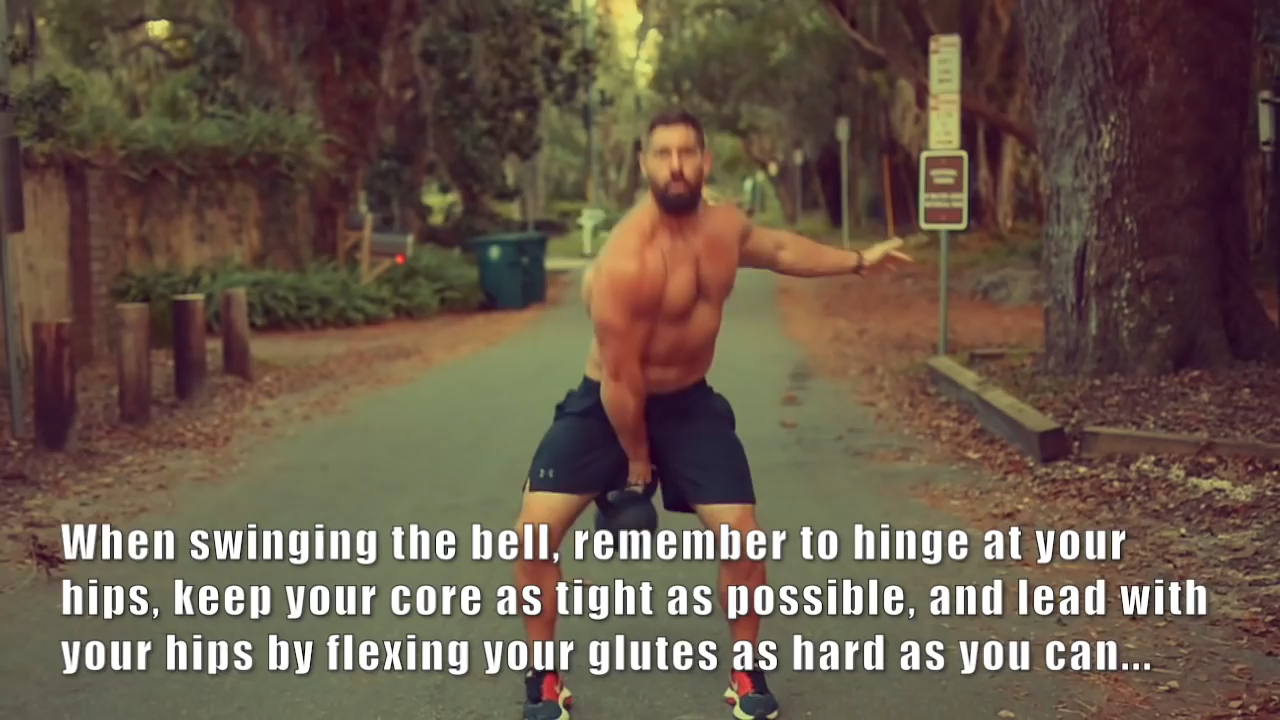 When swinging the bell, remember to hinge at your
hips, keep your core as tight as possible, and lead with
your hips by flexing your glutes as hard as you can...